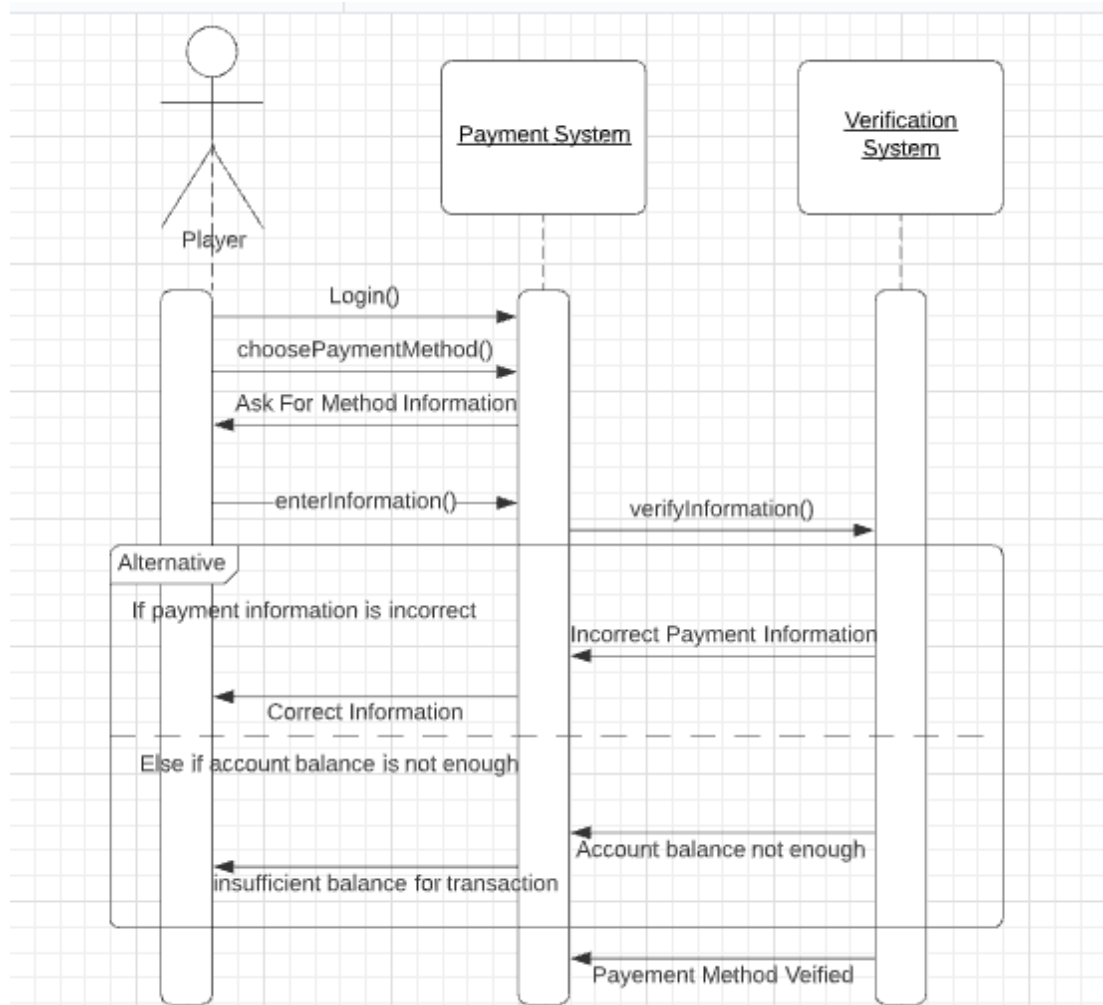 Payment System
Verification
System
Player
Login()
choosePaymentMethod()
Ask For Method Information
enterInformation()
verifyInformation()
Alternative
If payment information is incorrect
Incorrect Payment Information
Correct Information
Else if account balance is not enough
Account balance not enough
insufficient balance for transaction
Payement Method Veified